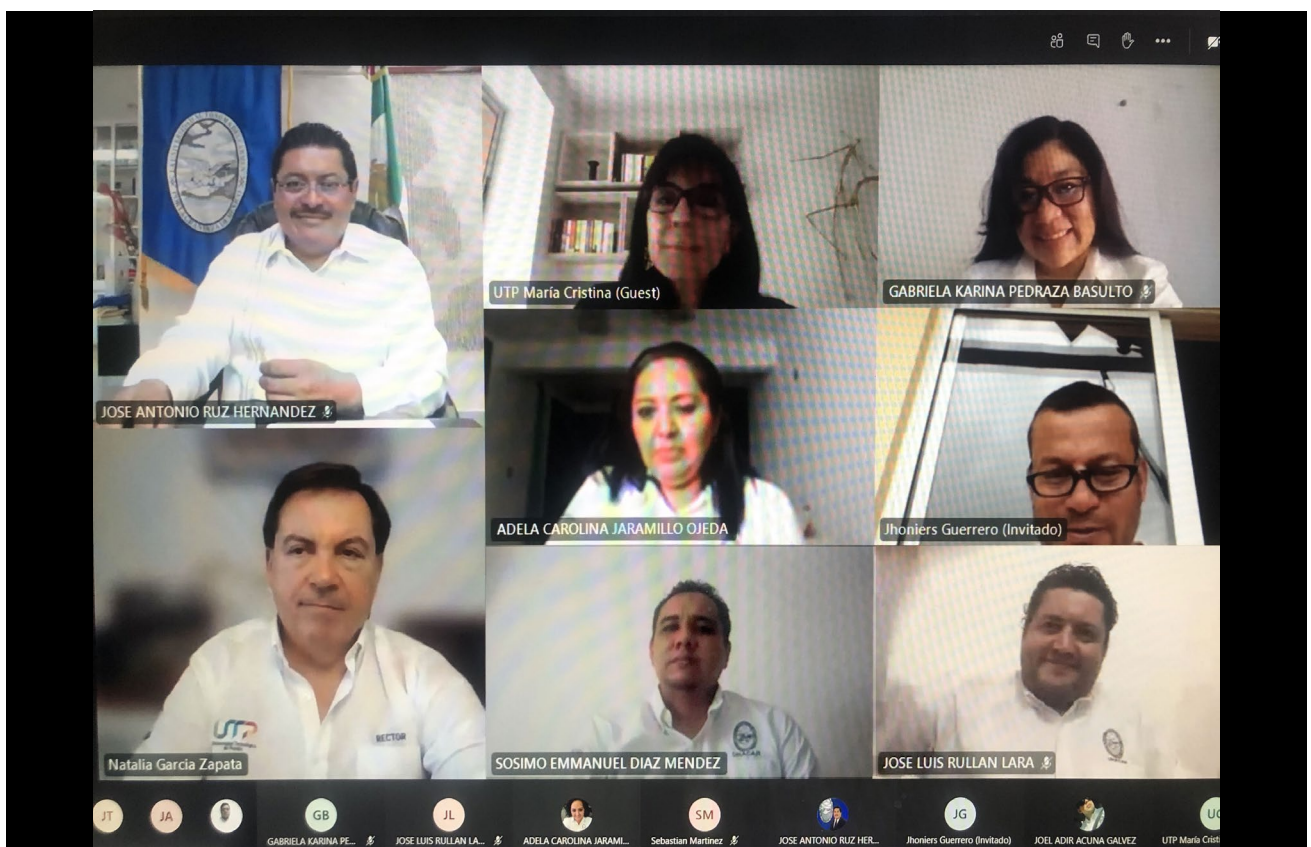 UTP María Cristina (Guest)
GABRIELA KARINA PEDRAZA BASULTO
JOSE ANTONIO RUZ HERNANDEZ
ADELA CAROLINA JARAMILLO OJEDA
Jhoniers Guerrero (Invitado)
UTP
RECTOR
Natalia Garcia Zapata
SOSIMO EMMANUEL DIAZ MENDEZ
JOSE LUIS RULLAN LARA
JT
JA
GB
JL
SM
JG
GABRIELA KARINA PE...
JOSE LUIS RULLAN LA...
ADELA CAROLINA JARAMI...
Sebastian Martinez
JOSE ANTONIO RUZ HER...
Jhoniers Guerrero (Invitado)
JOEL ADIR ACUNA GALVEZ
UTP María Cristi